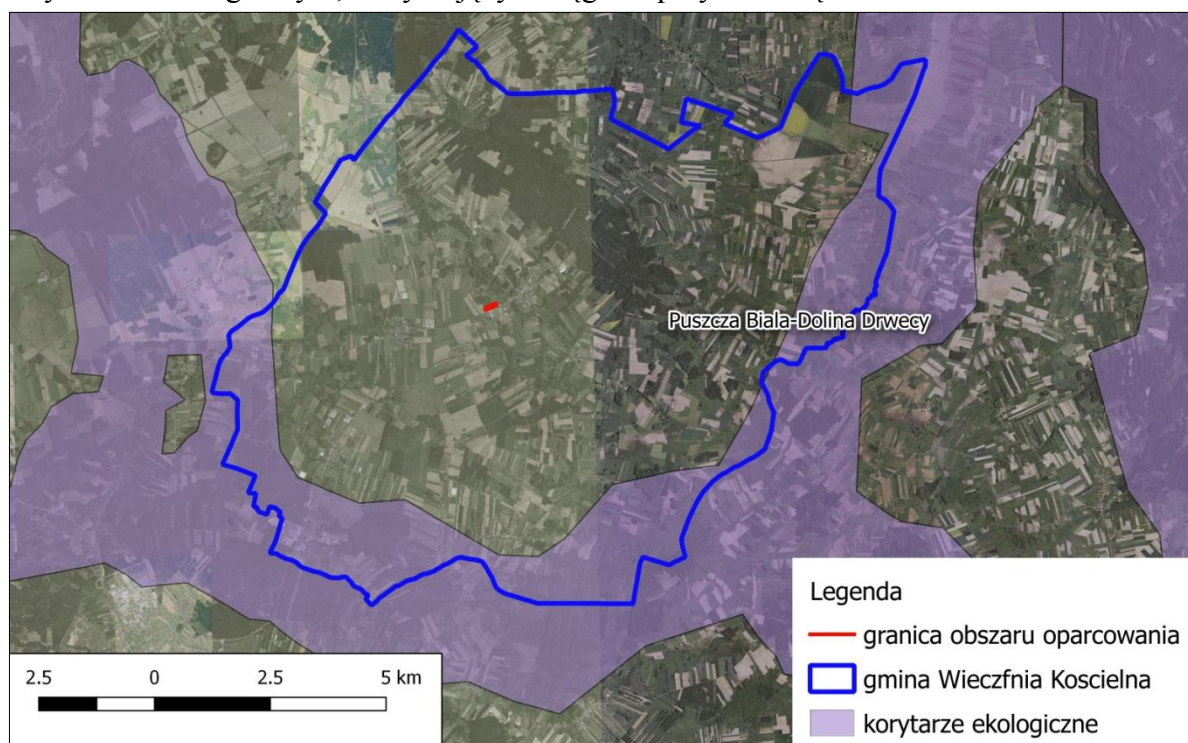 Puszcza Biala-Dolina Drwecy
Legenda
granica obszaru oparcowania
gmina Wieczfnia Koscielna
korytarze ekologiczne
2.5 0 2.5 5 km